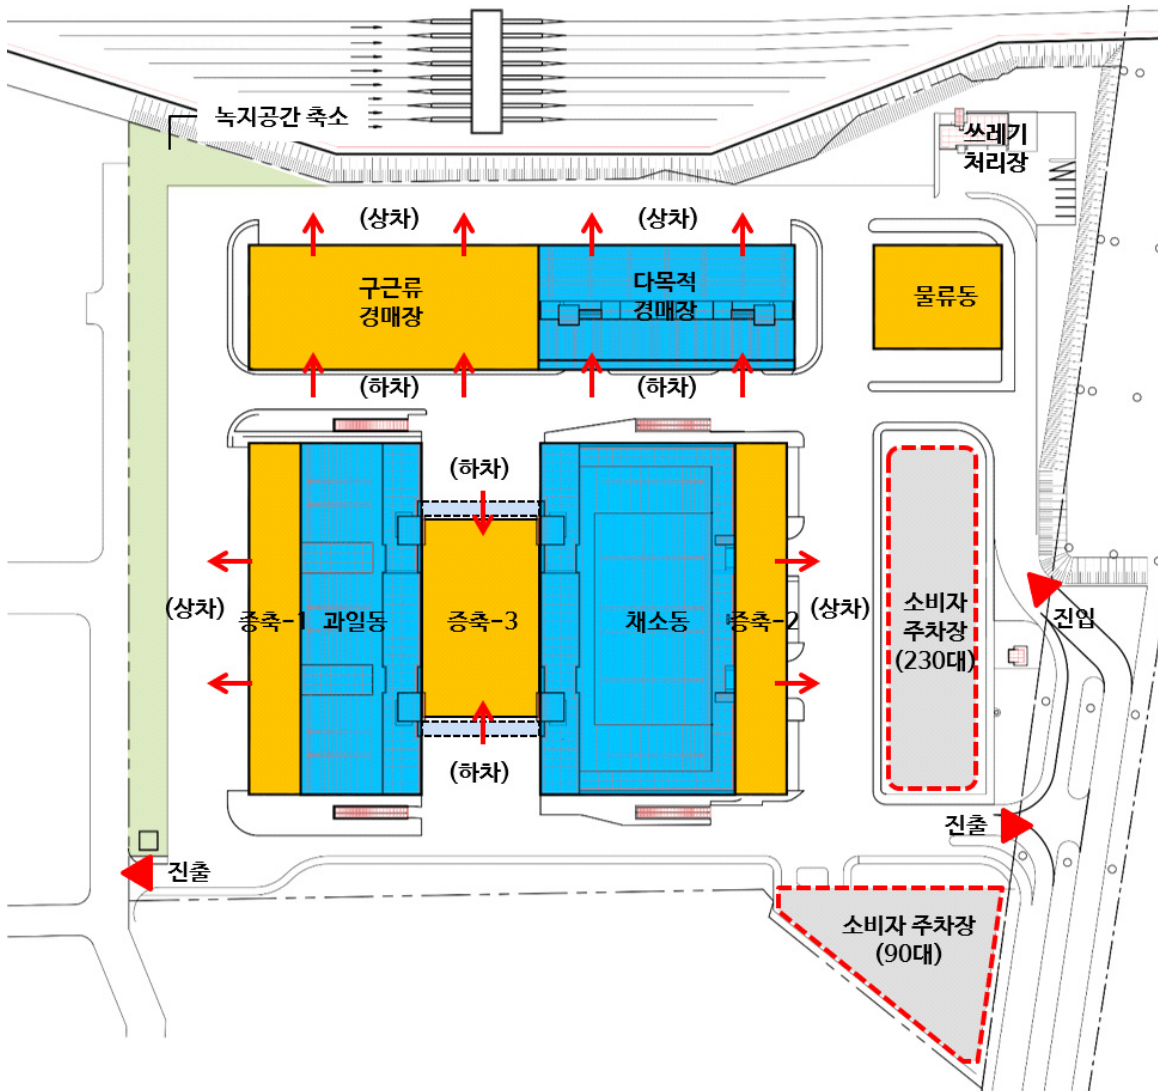 녹지공간 축소
쓰레기
처리장
(상차)
(상차)
구근류
경매장
다목적
경매장
물류동
(하차)
(하차)
(하차)
(상차)
증축-1
과일동
증축-3
채소동
증축-2
(상차)
소비자
주차장
(230대)
진입
(하차)
진출
진출
소비자 주차장
(90대)